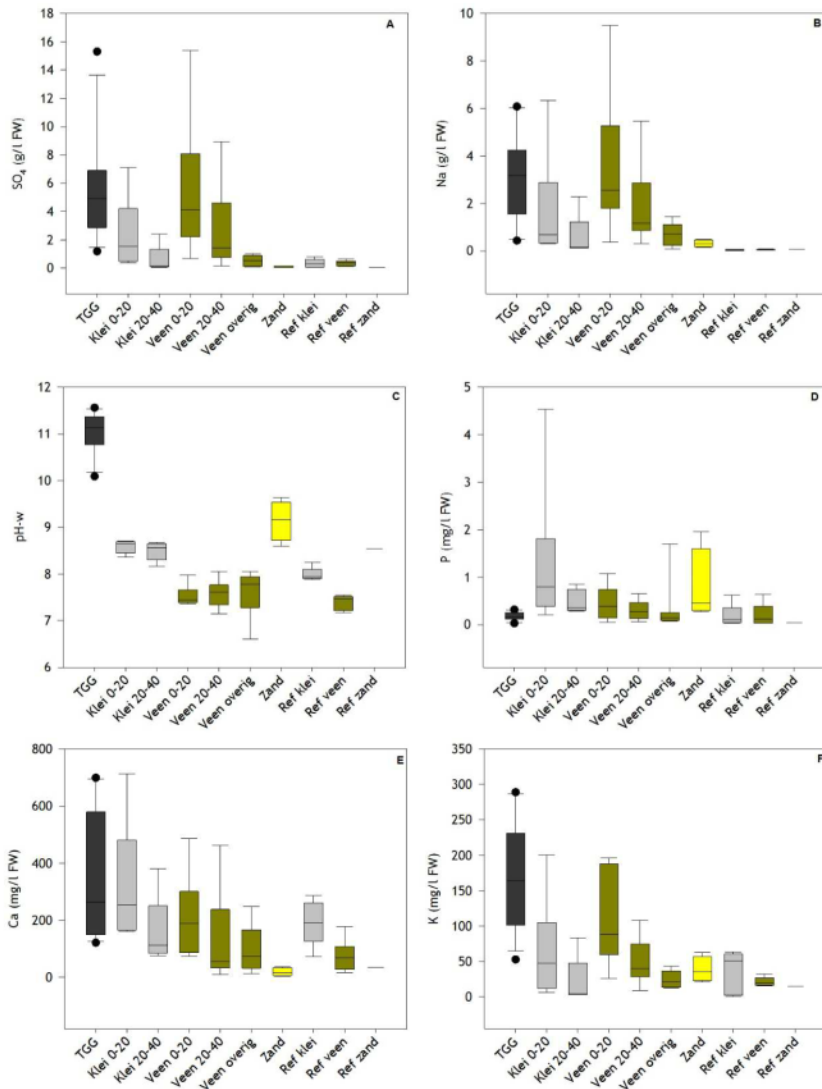 A
SO4 (g/l FW)
18
16
14
12
10
8
6
4
2
0
TGG
Klei 0-20
Klei 20-40
Veen 0-20
Veen 20-40
Veen overig
Zand
Ref klei
Ref veen
Ref zand
B
Na (g/l FW)
10
8
6
4
2
0
TGG
Klei 0-20
Klei 20-40
Veen 0-20
Veen 20-40
Veen overig
Zand
Ref klei
Ref veen
Ref zand
C
pH-w
12
11
10
9
8
7
6
TGG
Klei 0-20
Klei 20-40
Veen 0-20
Veen 20-40
Veen overig
Zand
Ref klei
Ref veen
Ref zand
D
P (mg/l FW)
5
4
3
2
1
0
TGG
Klei 0-20
Klei 20-40
Veen 0-20
Veen 20-40
Veen overig
Zand
Ref klei
Ref veen
Ref zand
E
Ca (mg/l FW)
800
600
400
200
0
TGG
Klei 0-20
Klei 20-40
Veen 0-20
Veen 20-40
Veen overig
Zand
Ref klei
Ref veen
Ref zand
F
K (mg/l FW)
350
300
250
200
150
100
50
0
TGG
Klei 0-20
Klei 20-40
Veen 0-20
Veen 20-40
Veen overig
Zand
Ref klei
Ref veen
Ref zand